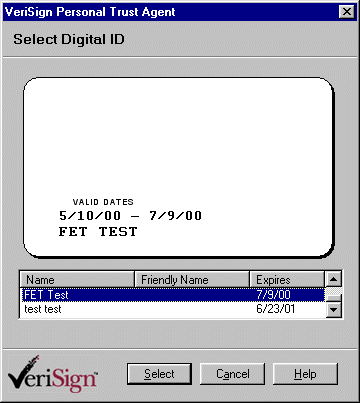 VeriSign Personal Trust Agent
Select Digital ID
VALID DATES
5/10/00 - 7/9/00
FET TEST
Name Friendly Name Expires
FET Test 7/9/00
test test 6/23/01
VeriSign™ Select Cancel Help